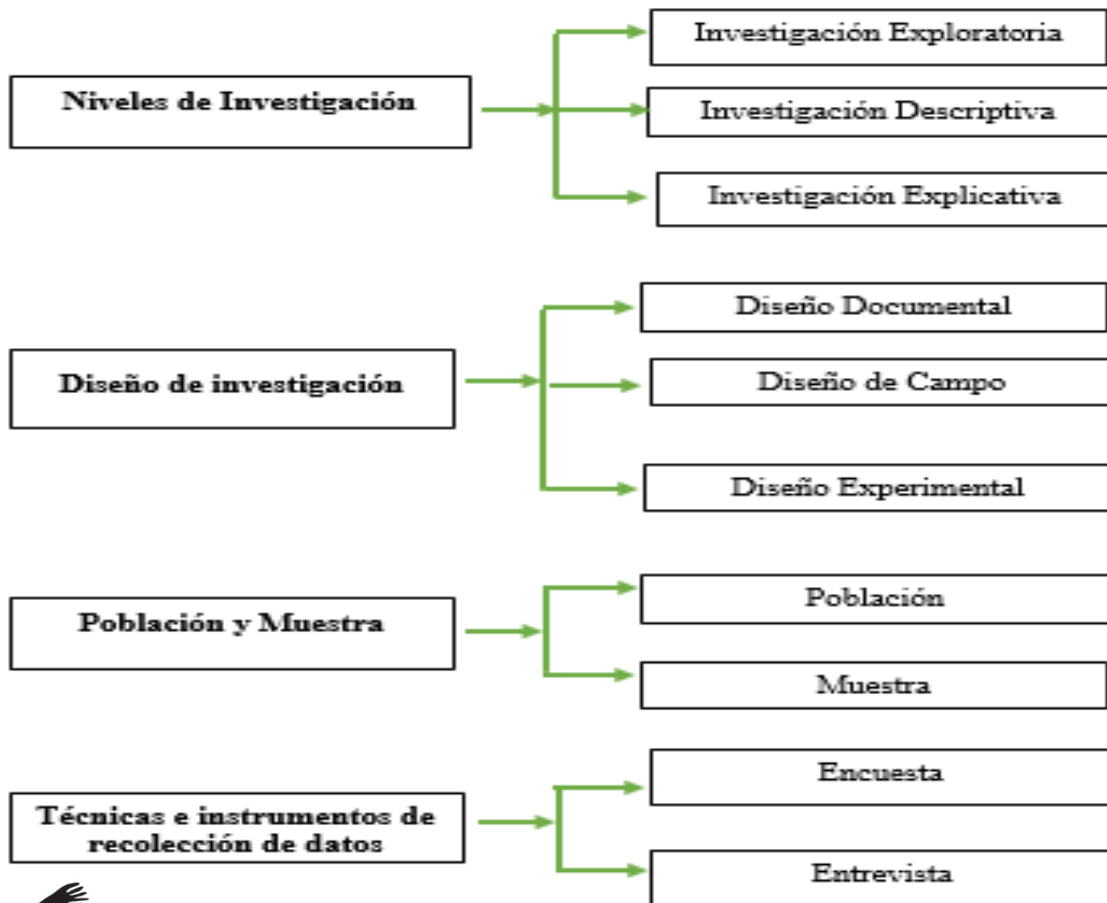 Niveles de Investigación
Investigación Exploratoria
Investigación Descriptiva
Investigación Explicativa
Diseño de investigación
Diseño Documental
Diseño de Campo
Diseño Experimental
Población y Muestra
Población
Muestra
Técnicas e instrumentos de
recolección de datos
Encuesta
Entrevista